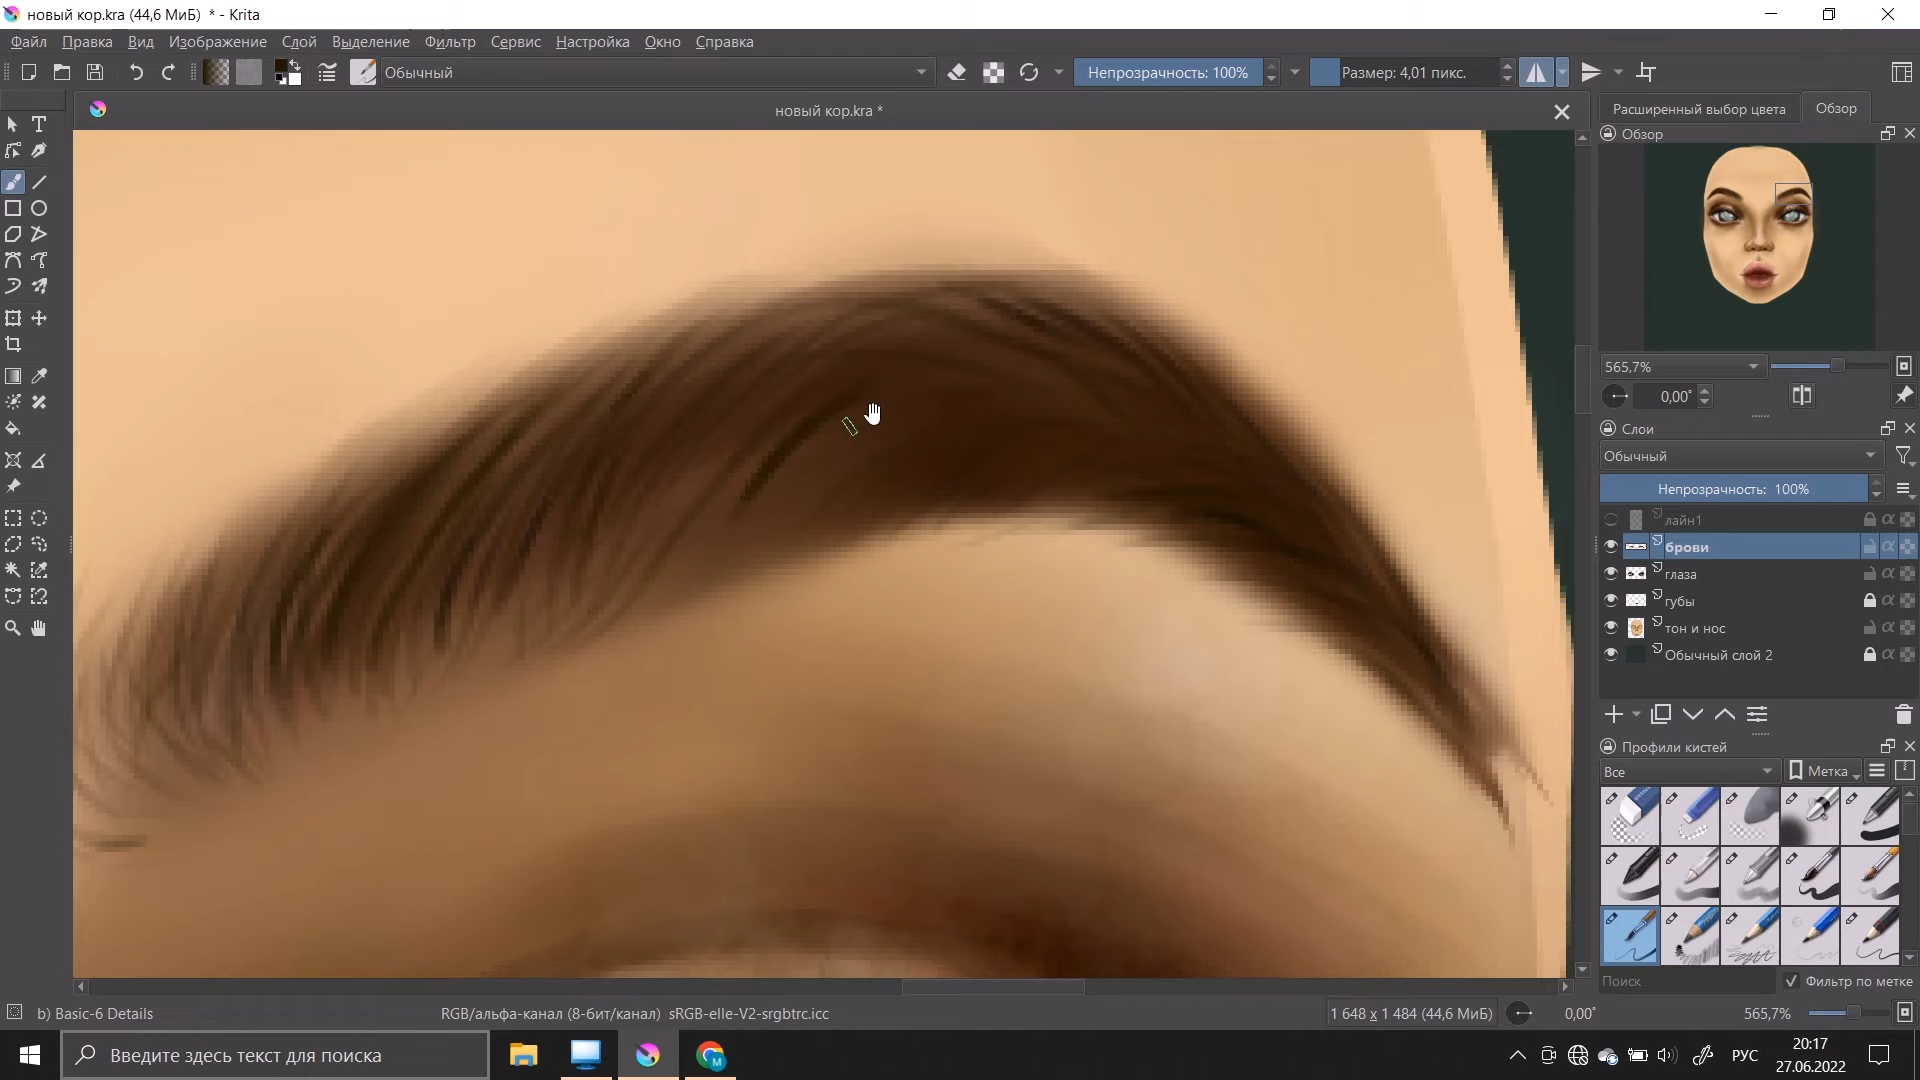 новый кор.kra (44,6 МиБ) * - Krita
Файл Правка Вид Изображение Слой Выделение Фильтр Сервис Настройка Окно Справка
Обычный Непрозрачность: 100% Размер: 4,01 пикс.
новый кор.kra *
Расширенный выбор цвета Обзор
Обзор
565,7%
0,00°
Слои
Обычный
Непрозрачность: 100%
лайн1
брови
глаза
губы
тон и нос
Обычный слой 2
Профили кистей
Все Метка
Поиск Фильтр по метке
b) Basic-6 Details RGB/альфа-канал (8-бит/канал) sRGB-elle-V2-srgbtrc.icc 1 648 x 1 484 (44,6 МиБ) 0,00° 565,7%
Введите здесь текст для поиска
M
РУС
20:17
27.06.2022